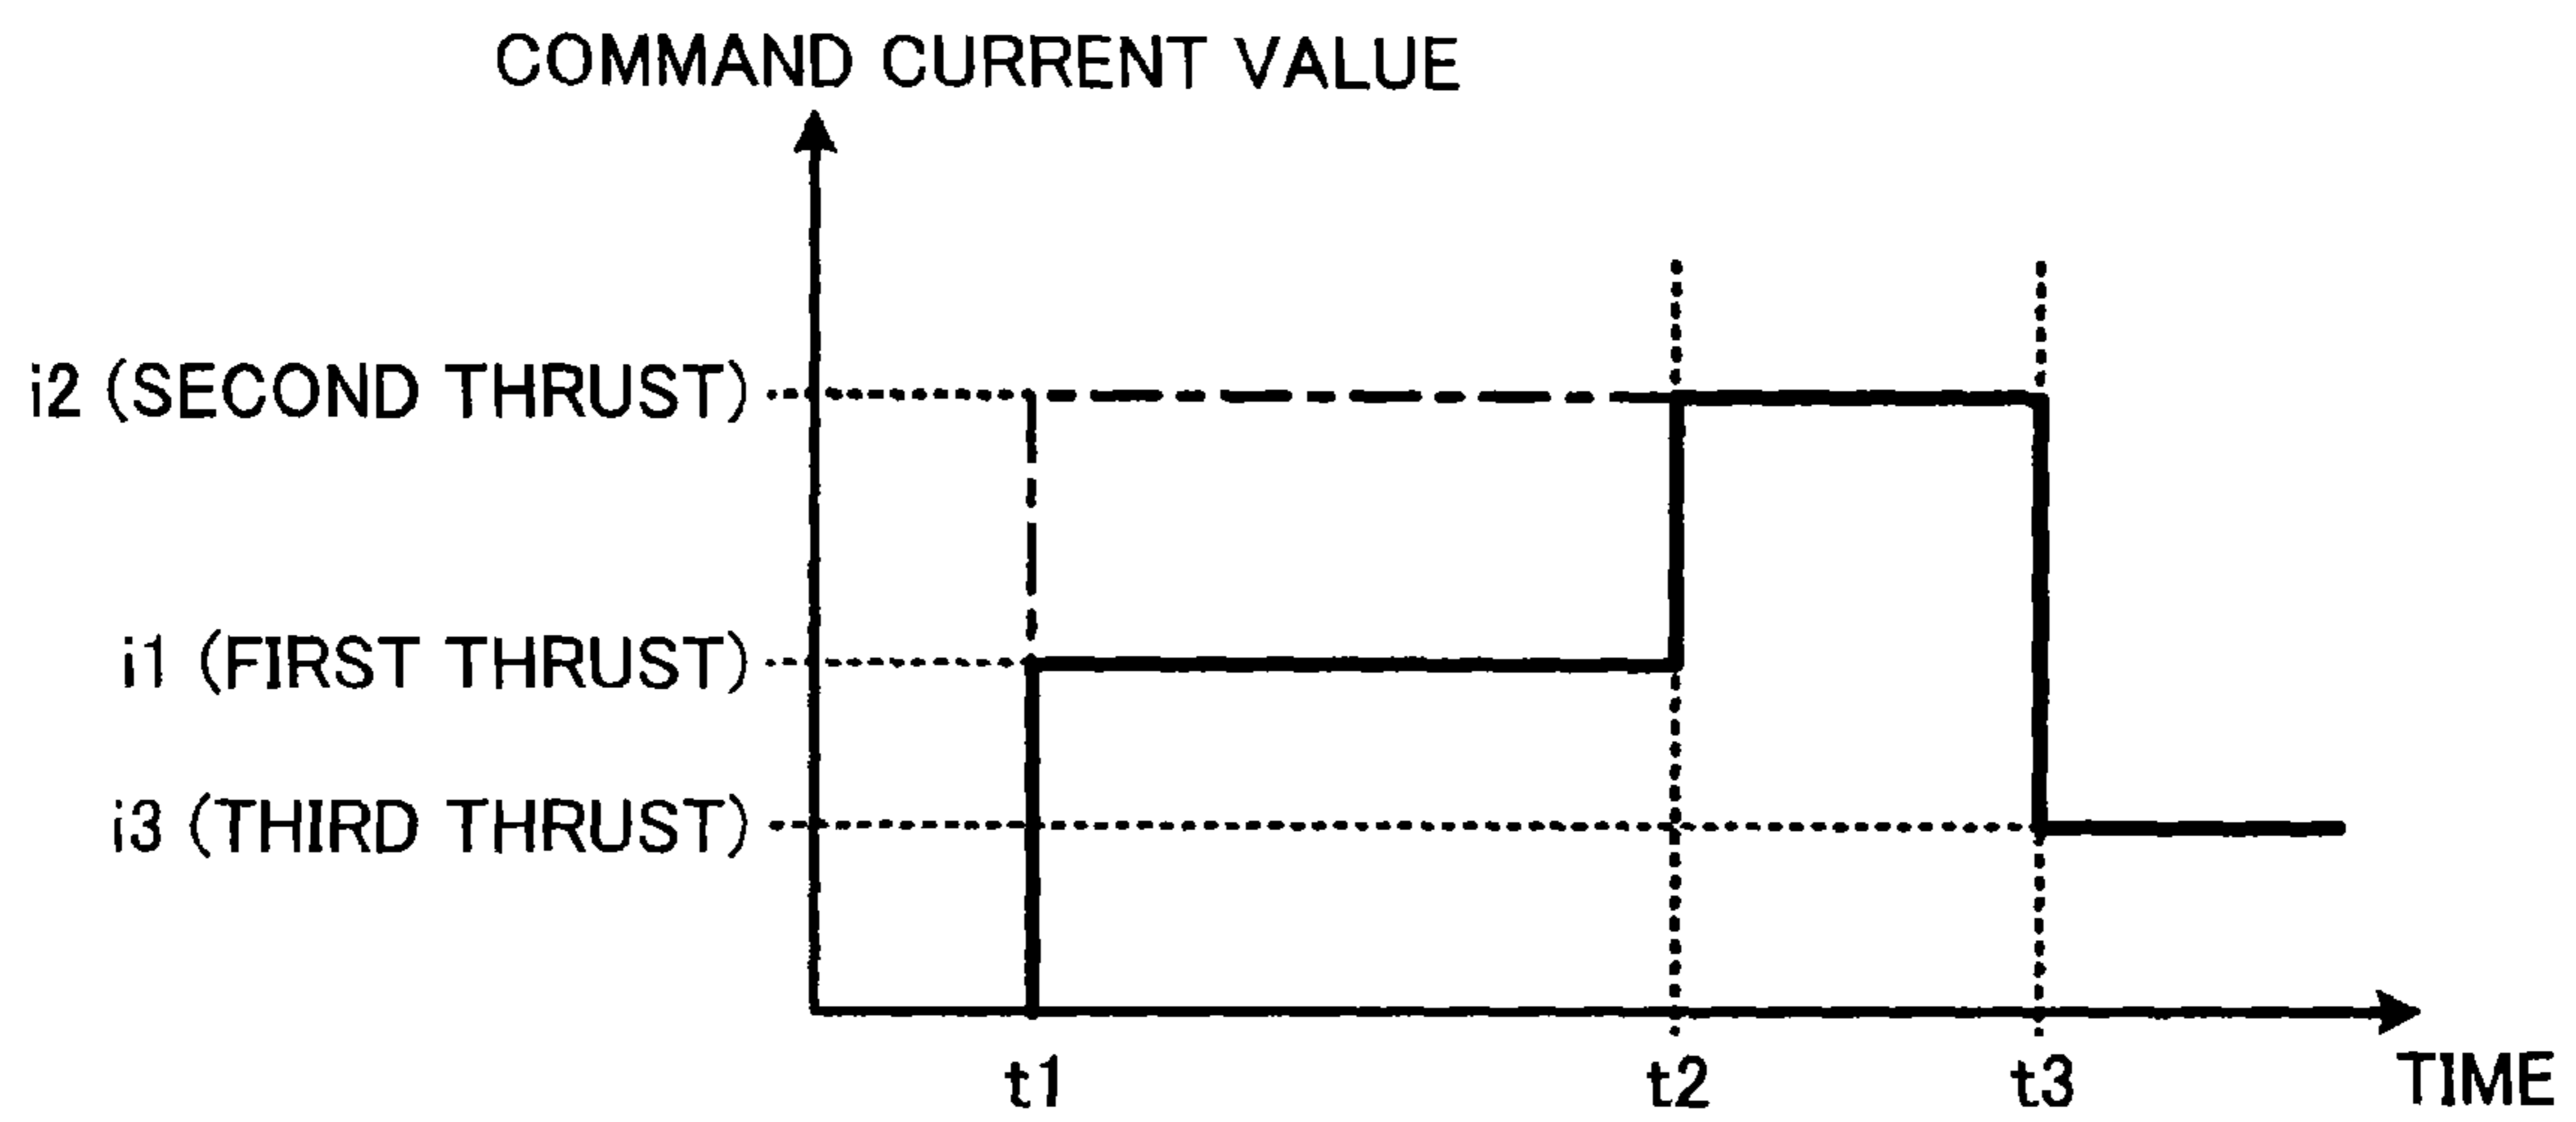 COMMAND CURRENT VALUE
i2 (SECOND THRUST)
i1 (FIRST THRUST)
i3 (THIRD THRUST)
t1 t2 t3 TIME